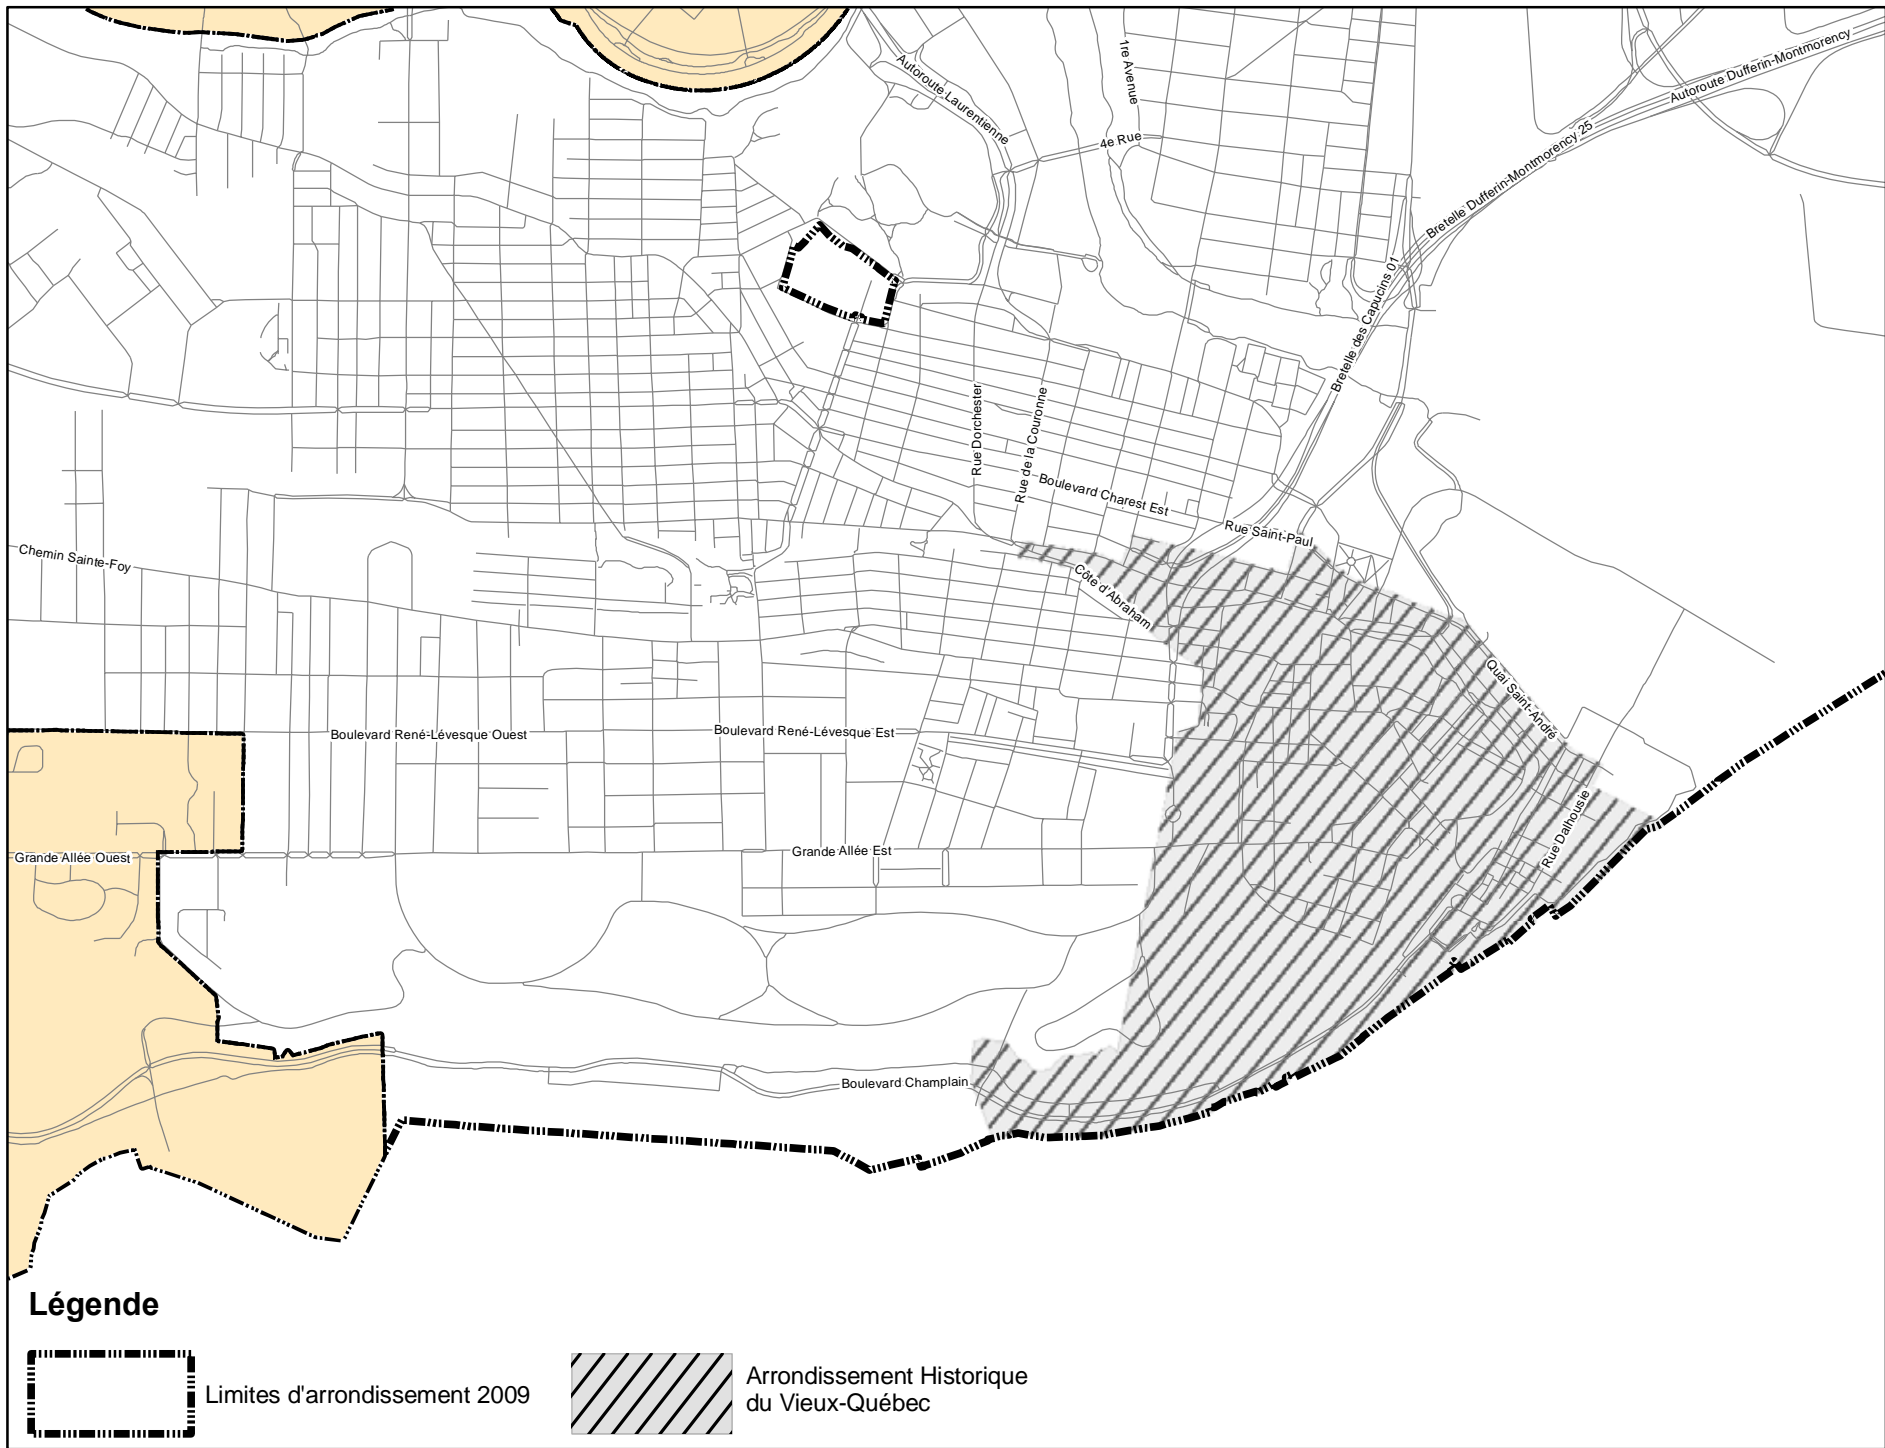 1re Avenue
Autoroute Laurentienne
Autoroute Dufferin-Montmorency
4e Rue
Bretelle Dufferin-Montmorency 25
Bretelle des Capucins 01
Rue Dorchester
Rue de la Couronne
Boulevard Charest Est
Rue Saint-Paul
Chemin Sainte-Foy
Côte d'Abraham
Quai Saint-André
Boulevard René-Lévesque Ouest
Boulevard René-Lévesque Est
Rue Dalhousie
Grande Allée Ouest
Grande Allée Est
Boulevard Champlain
Légende
Limites d'arrondissement 2009
Arrondissement Historique
du Vieux-Québec